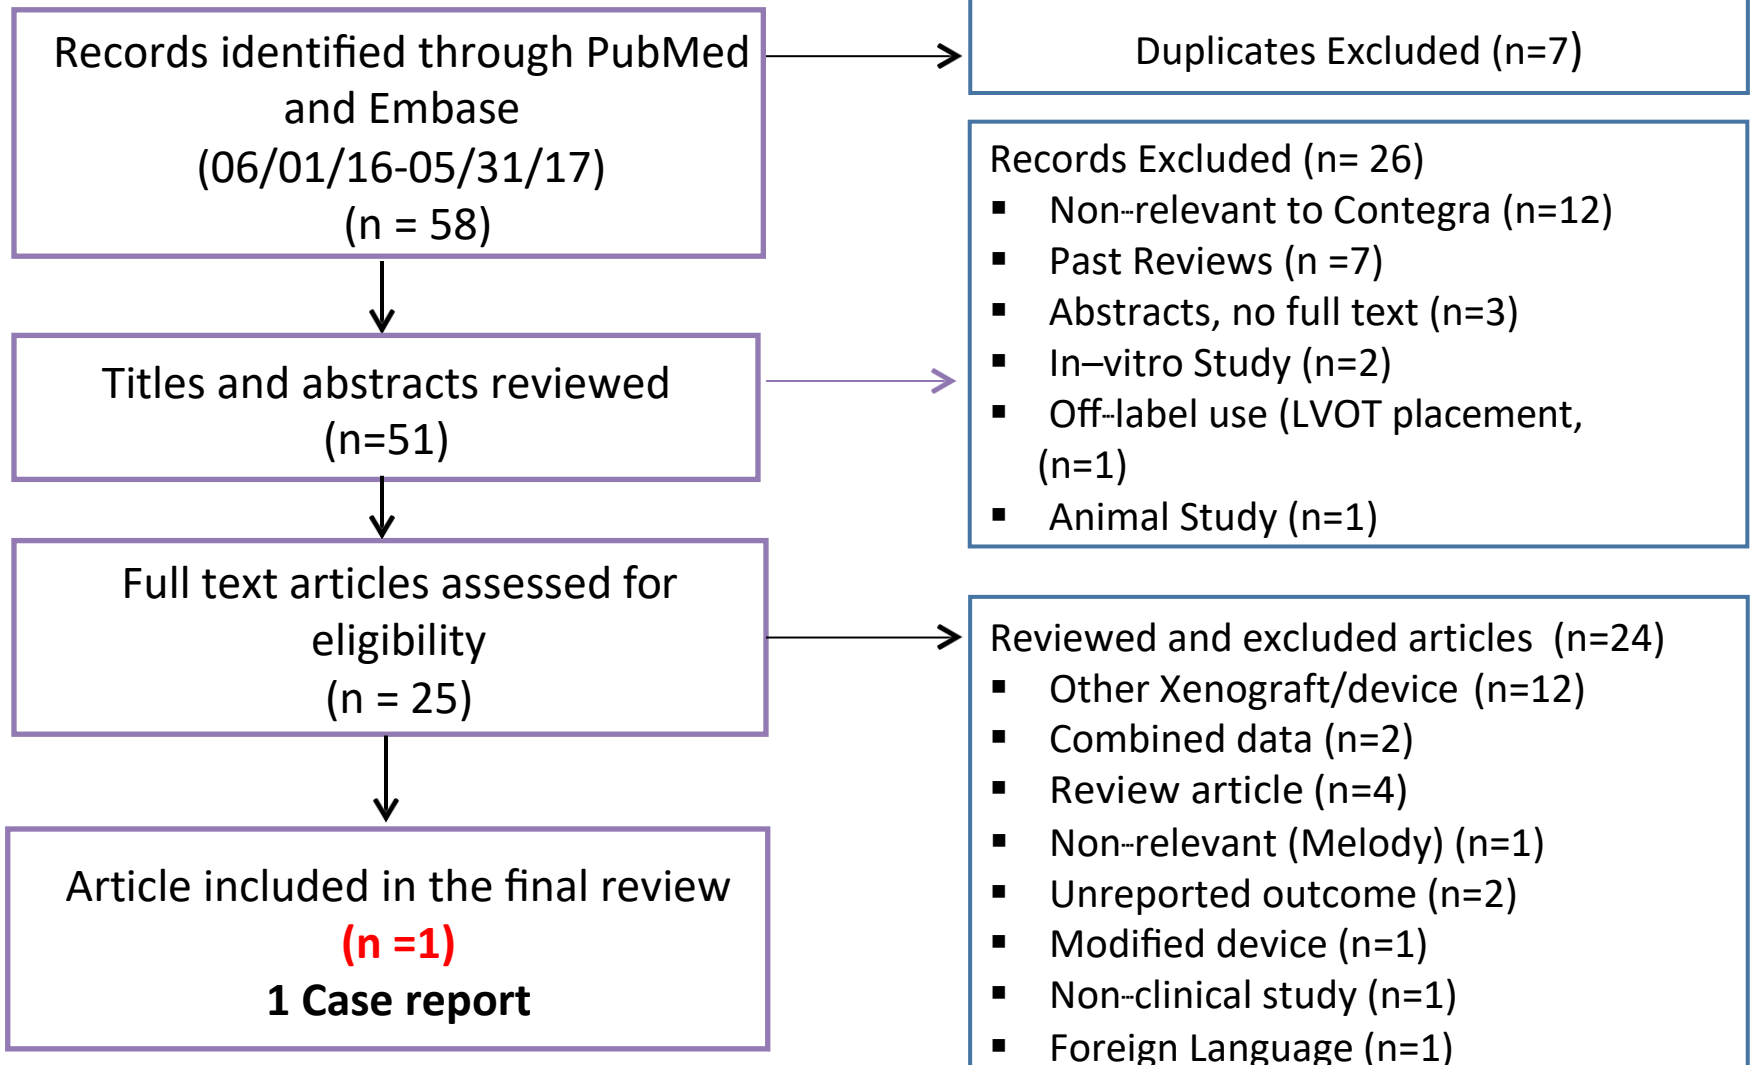 Records identified through PubMed
and Embase
(06/01/16-05/31/17)
(n = 58)
Duplicates Excluded (n=7)
Records Excluded (n= 26)
▪ Non-relevant to Contegra (n=12)
▪ Past Reviews (n =7)
▪ Abstracts, no full text (n=3)
▪ In–vitro Study (n=2)
▪ Off-label use (LVOT placement,
(n=1)
▪ Animal Study (n=1)
Titles and abstracts reviewed
(n=51)
Full text articles assessed for
eligibility
(n = 25)
Reviewed and excluded articles (n=24)
▪ Other Xenograft/device (n=12)
▪ Combined data (n=2)
▪ Review article (n=4)
▪ Non-relevant (Melody) (n=1)
▪ Unreported outcome (n=2)
▪ Modified device (n=1)
▪ Non-clinical study (n=1)
▪ Foreign Language (n=1)
Article included in the final review
(n =1)
1 Case report